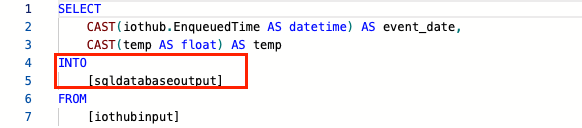 1 SELECT
2 CAST(iothub.EnqueuedTime AS datetime) AS event_date,
3 CAST(temp AS float) AS temp
4 INTO
5 [sqldatabaseoutput]
6 FROM
7 [iothubinput]